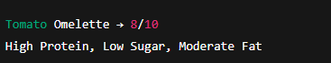 Tomato Omelette → 8/10
High Protein, Low Sugar, Moderate Fat